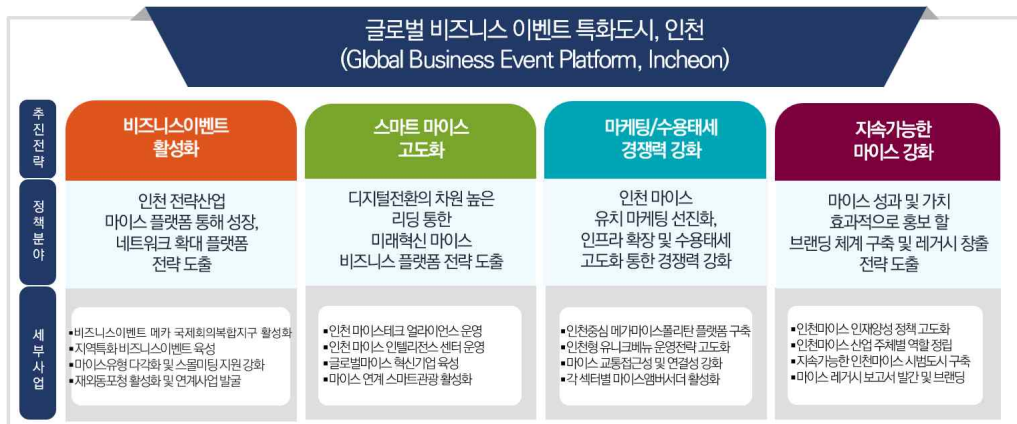 글로벌 비즈니스 이벤트 특화도시, 인천
(Global Business Event Platform, Incheon)
추진전략
비즈니스이벤트
활성화
스마트 마이스
고도화
마케팅/수용태세
경쟁력 강화
지속가능한
마이스 강화
정책분야
인천 전략산업
마이스 플랫폼 통해 성장,
네트워크 확대 플랫폼
전략 도출
디지털전환의 차원 높은
리딩 통한
미래혁신 마이스
비즈니스 플랫폼 전략 도출
인천 마이스
유치 마케팅 선진화,
인프라 확장 및 수용태세
고도화 통한 경쟁력 강화
마이스 성과 및 가치
효과적으로 홍보 할
브랜딩 체계 구축 및 레거시 창출
전략 도출
세부사업
▪비즈니스이벤트 메카 국제회의복합지구 활성화
▪지역특화 비즈니스이벤트 육성
▪마이스유형 다각화 및 스몰미팅 지원 강화
▪재외동포청 활성화 및 연계사업 발굴
▪인천 마이스테크 얼라이언스 운영
▪인천 마이스 인텔리전스 센터 운영
▪글로벌마이스 혁신기업 육성
▪마이스 연계 스마트관광 활성화
▪인천중심 메가마이스폴리탄 플랫폼 구축
▪인천형 유니크베뉴 운영전략 고도화
▪마이스 교통접근성 및 연결성 강화
▪각 섹터별 마이스앰버서더 활성화
▪인천마이스 인재양성 정책 고도화
▪인천마이스 산업 주체별 역할 정립
▪지속가능한 인천마이스 시범도시 구축
▪마이스 레거시 보고서 발간 및 브랜딩